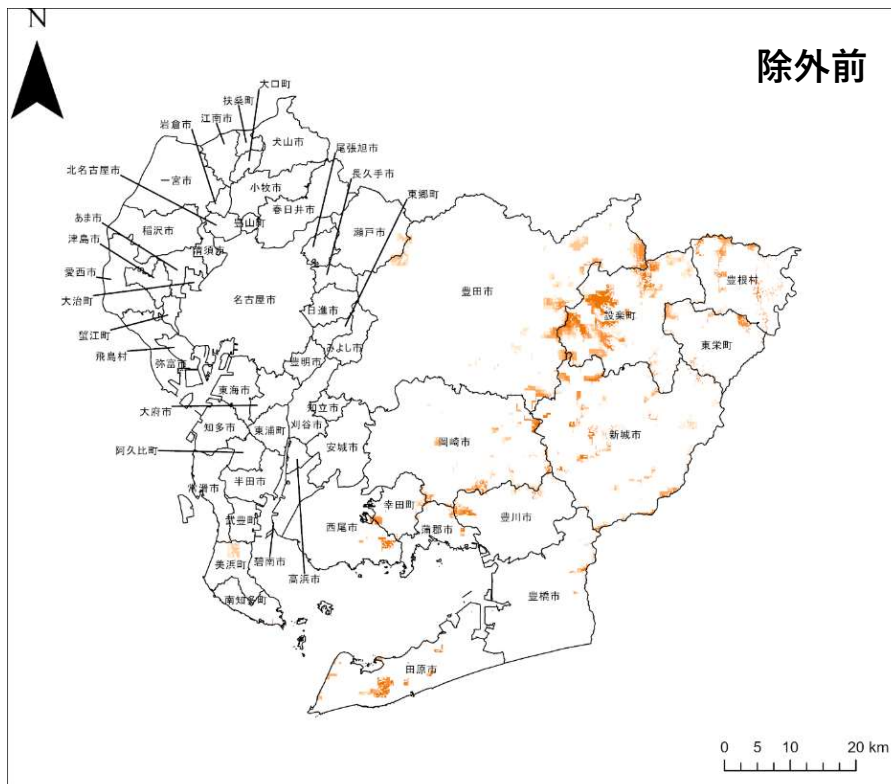 N
除外前
大口町
扶桑町
江南市
岩倉市
犬山市
尾張旭市
北名古屋市
一宮市
小牧市
長久手市
春日井市
東郷町
あま市
稲沢市
豊山町
瀬戸市
津島市
清須市
愛西市
豊田市
豊根村
大治町
名古屋市
日進市
設楽町
蟹江町
東栄町
飛島村
弥富市
豊明市
みよし市
東海市
大府市
知立市
知多市
東浦町
刈谷市
新城市
阿久比町
安城市
岡崎市
半田市
常滑市
幸田町
武豊町
西尾市
蒲郡市
豊川市
美浜町
碧南市
高浜市
南知多町
豊橋市
田原市
0 5 10 20 km